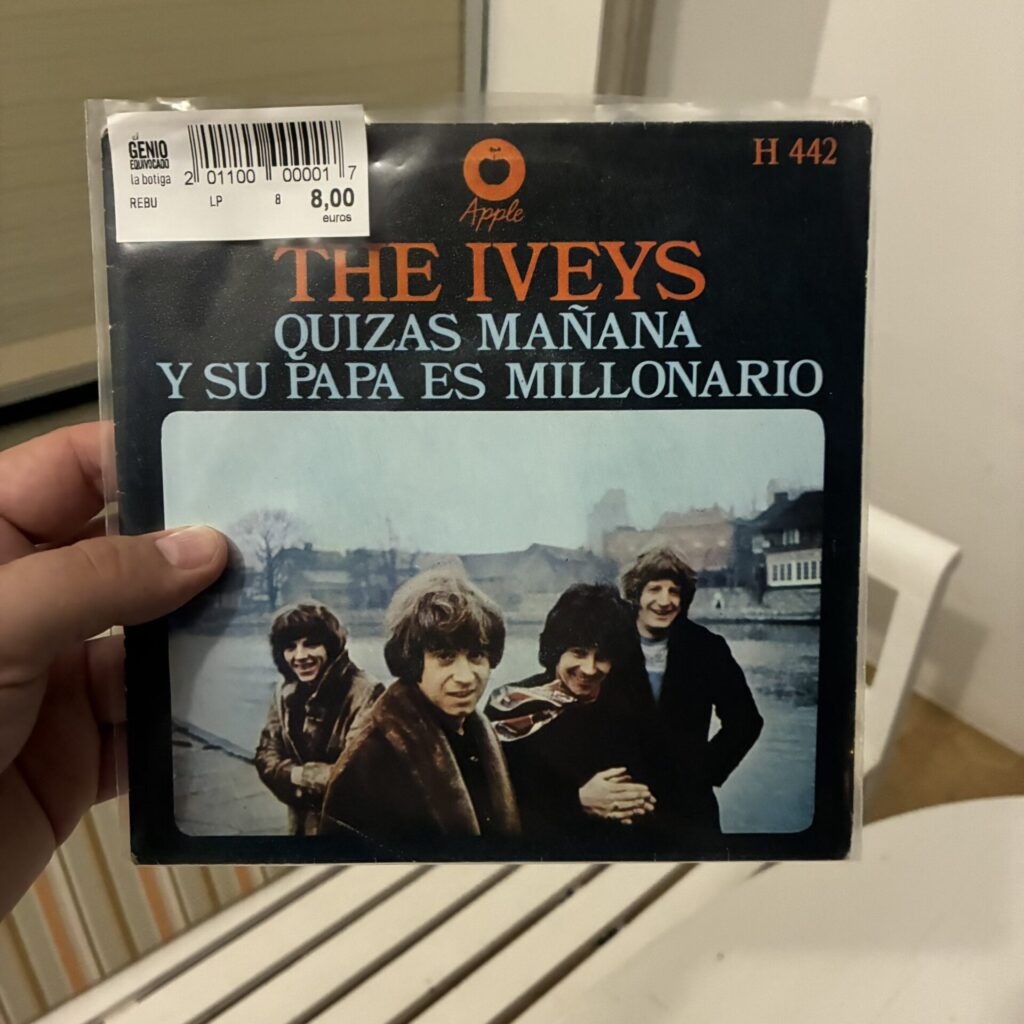 el
GENIO
EQUIVOCADO
la botiga
2 01100 00001 7
REBU LP 8 8,00
euros
Apple
H 442
THE IVEYS
QUIZAS MAÑANA
Y SU PAPA ES MILLONARIO